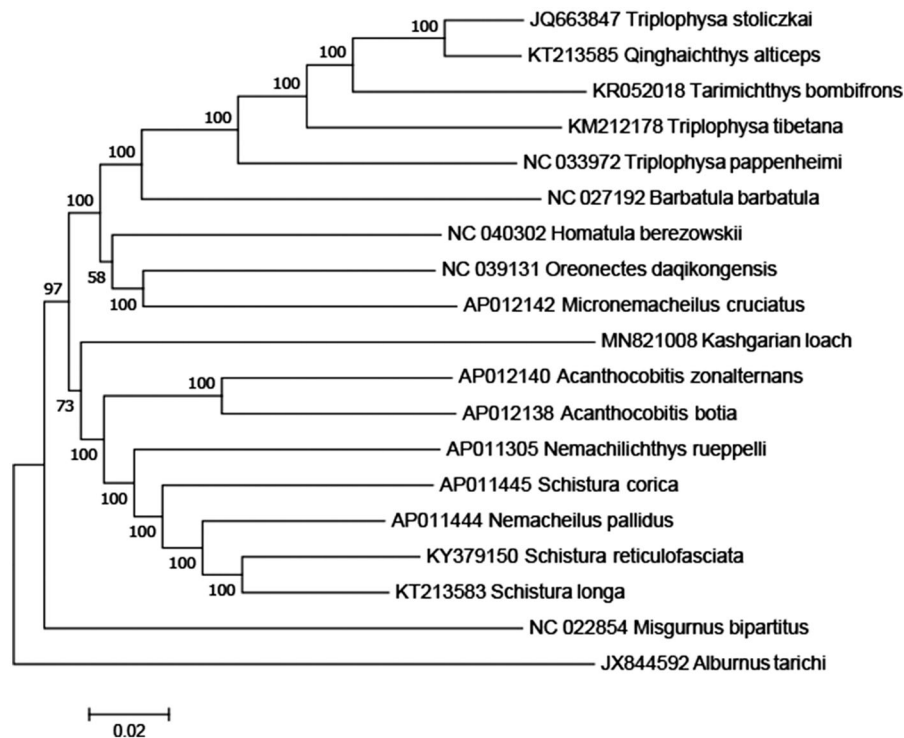 100 JQ663847 Triplophysa stoliczkai
100 KT213585 Qinghaichthys alticeps
100 KR052018 Tarimichthys bombifrons
100 KM212178 Triplophysa tibetana
100 NC 033972 Triplophysa pappenheimi
100 NC 027192 Barbatula barbatula
NC 040302 Homatula berezowskii
58 NC 039131 Oreonectes daqikongensis
97 100 AP012142 Micronemacheilus cruciatus
MN821008 Kashgarian loach
100 AP012140 Acanthocobitis zonalternans
73 AP012138 Acanthocobitis botia
100 AP011305 Nemachilichthys rueppelli
100 AP011445 Schistura corica
100 AP011444 Nemacheilus pallidus
100 KY379150 Schistura reticulofasciata
100 KT213583 Schistura longa
NC 022854 Misgurnus bipartitus
JX844592 Alburnus tarichi
0.02